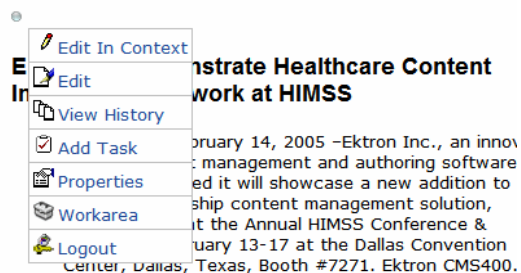 Edit In Context
Edit
View History
Add Task
Properties
Workarea
Logout
E nstrate Healthcare Content
In work at HIMSS
bruary 14, 2005 –Ektron Inc., an innov
management and authoring software
ed it will showcase a new addition to
ship content management solution,
t the Annual HIMSS Conference &
ruary 13-17 at the Dallas Convention
Center, Dallas, Texas, Booth #7271. Ektron CMS400.